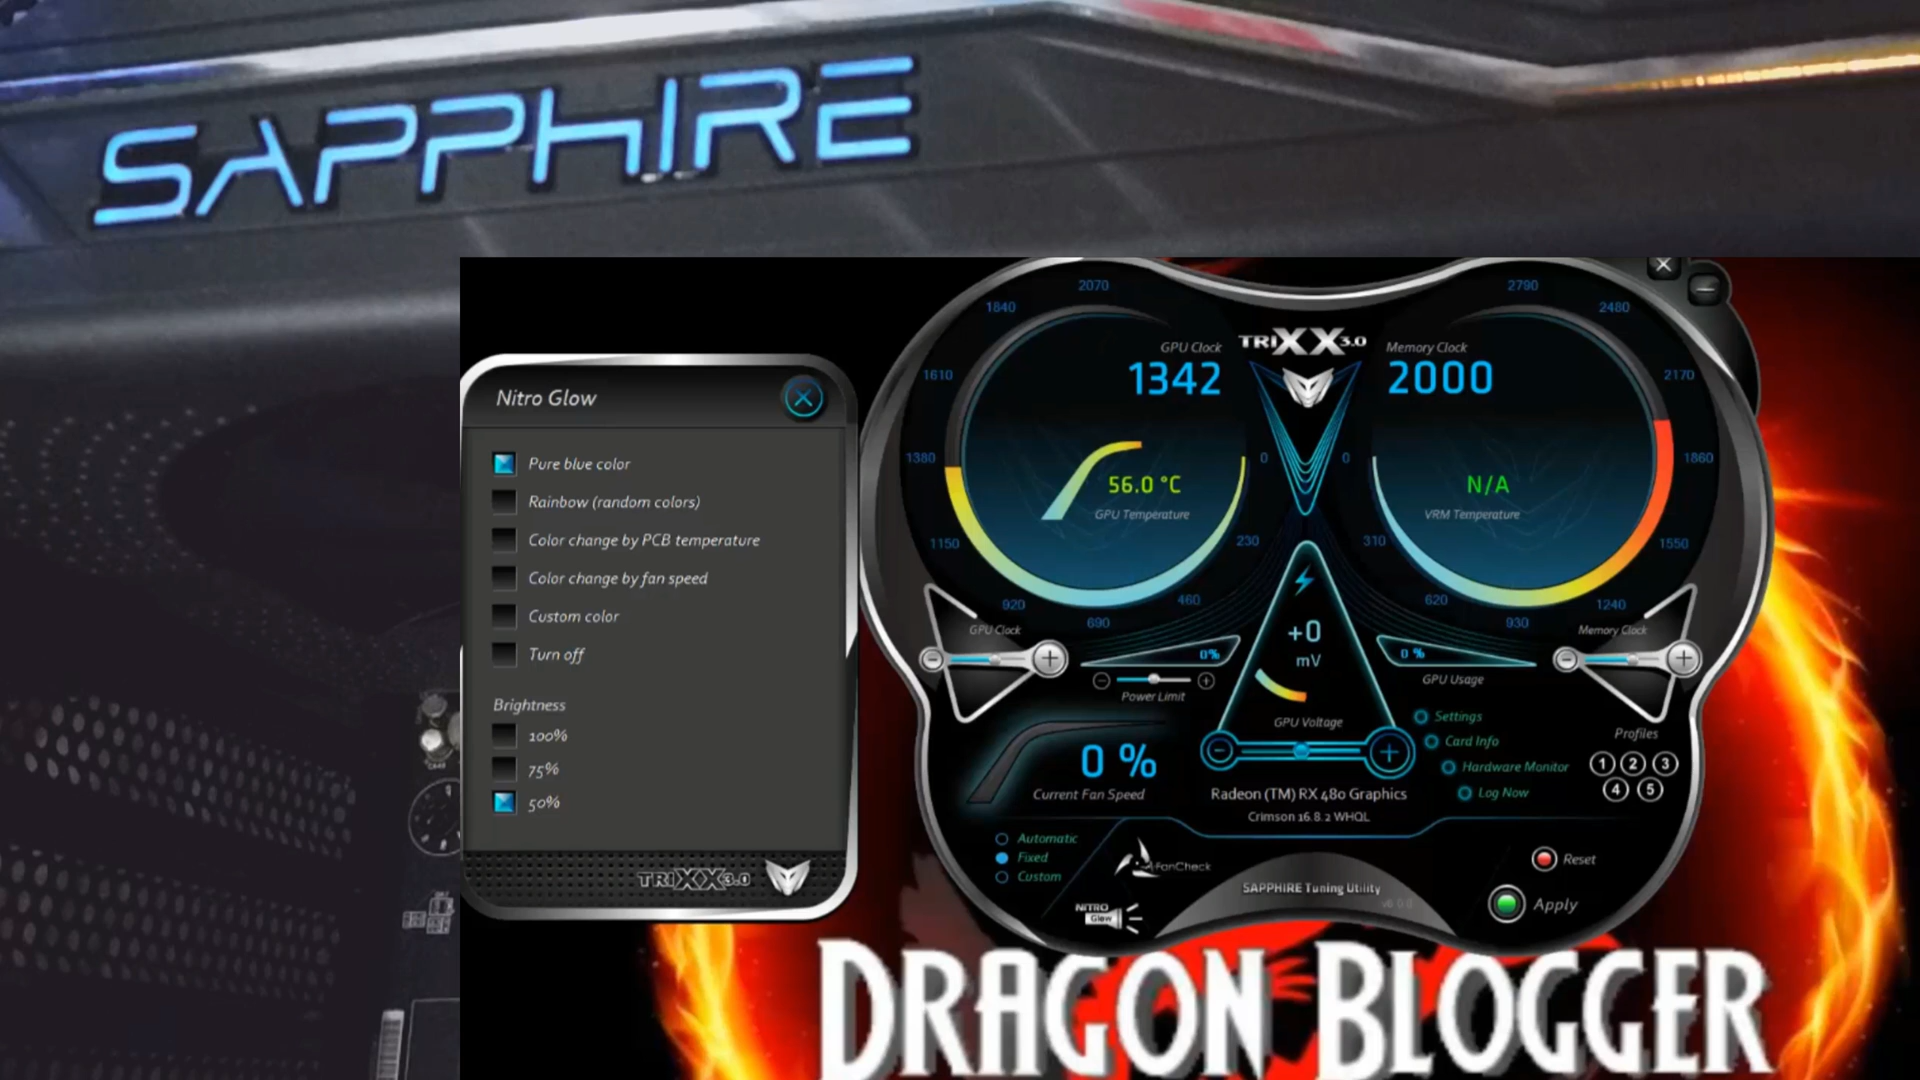 SAPPHIRE
Nitro Glow
Pure blue color
Rainbow (random colors)
Color change by PCB temperature
Color change by fan speed
Custom color
Turn off
Brightness
100%
75%
50%
TRIXX3.0
TRIXX3.0
2070
1840
1610
1380
1150
920
690
460
230
0
GPU Clock
1342
56.0 °C
GPU Temperature
2790
2480
2170
1860
1550
1240
930
620
310
0
Memory Clock
2000
N/A
VRM Temperature
GPU Clock
0%
Power Limit
+0
mV
GPU Voltage
0 %
GPU Usage
Memory Clock
0 %
Current Fan Speed
Radeon (TM) RX 480 Graphics
Crimson 16.8.2 WHQL
Settings
Card Info
Hardware Monitor
Log Now
Profiles
1 2 3
4 5
Automatic
Fixed
Custom
FanCheck
NITRO
Glow
SAPPHIRE Tuning Utility
Reset
Apply
DRAGON BLOGGER